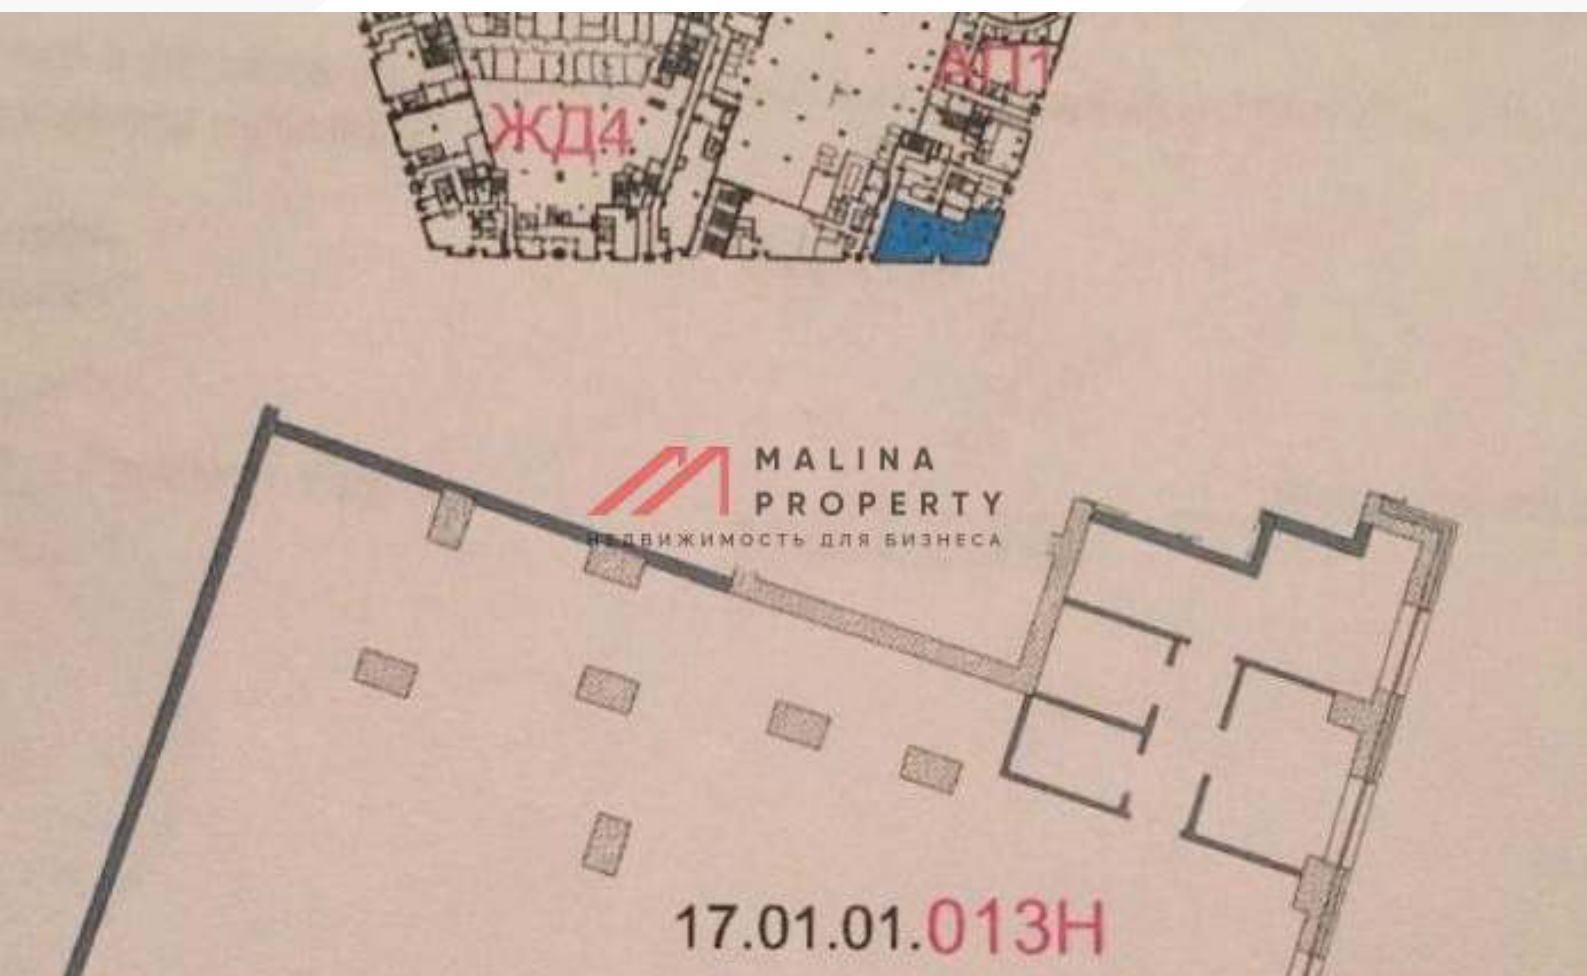 АП1
ЖД4
MALINA
PROPERTY
НЕДВИЖИМОСТЬ ДЛЯ БИЗНЕСА
17.01.01.013Н